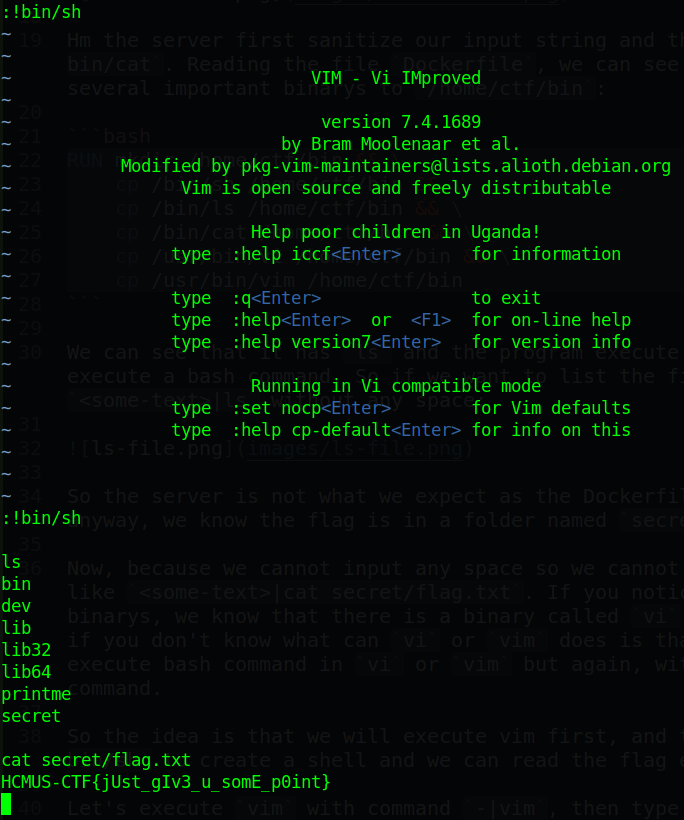 :!bin/sh
19 Hm the server first sanitize our input string and th
~
bin/cat`. Reading the file `Dockerfile`, we can see
~
~ VIM - Vi IMproved
several important binarys to `/home/ctf/bin`:
~
20
~ version 7.4.1689
21 ```bash
~ by Bram Moolenaar et al.
22 RUN
~ Modified by pkg-vim-maintainers@lists.alioth.debian.org
23 cp
~ Vim is open source and freely distributable
24 cp /bin/ls /home/ctf/bin && \
~
25 cp /bin/cat
~ Help poor children in Uganda!
26 cp
~ type :help iccf<Enter> for information
27 cp /usr/bin/vim /home/ctf/bin
~
28 ```
~ type :q<Enter> to exit
29
~ type :help<Enter> or <F1> for on-line help
~ type :help version7<Enter> for version info
30 We can see that it has the program execute
~
execute a bash command. So if we want to list the fi
~ Running in Vi compatible mode
~ type :set nocp<Enter> for Vim defaults
`<some-text>|ls` without any space
31
~ type :help cp-default<Enter> for info on this
32 ![ls-file.png](images/ls-file.png)
~
33
~
34 So the server is not what we expect as the Dockerfil
~
:!bin/sh
anyway, we know the flag is in a folder named `secre
35
ls
36 Now, because we cannot input any space so we cannot
bin
like `<some-text>|cat secret/flag.txt`. If you notic
dev
binarys, we know that there is a binary called `vi
lib
if you don't know what can `vi` or `vim` does is tha
lib32
execute bash command in `vi` or `vim` but again, wit
lib64
command.
printme
secret
38 So the idea is that we will execute vim first, and t
cat secret/flag.txt
create a shell and we can read the flag e
HCMUS-CTF{jUst_gIv3_u_somE_p0int}
40 Let's execute `vim` with command `-|vim`, then type